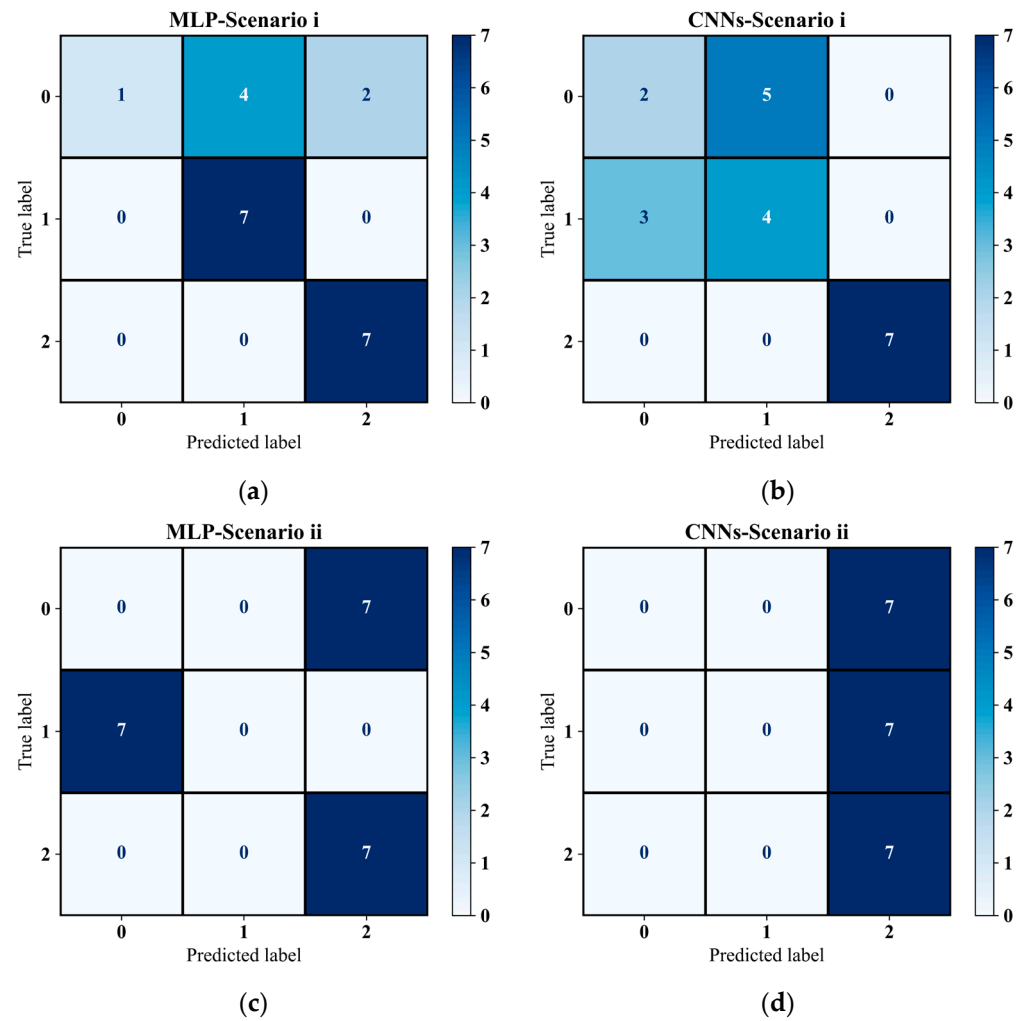 MLP-Scenario i
CNNs-Scenario i
True label
0 1 4 2
1 0 7 0
2 0 0 7
0 1 2
Predicted label
7
6
5
4
3
2
1
0
(a)
True label
0 2 5 0
1 3 4 0
2 0 0 7
0 1 2
Predicted label
7
6
5
4
3
2
1
0
(b)
MLP-Scenario ii
CNNs-Scenario ii
True label
0 0 0 7
1 7 0 0
2 0 0 7
0 1 2
Predicted label
7
6
5
4
3
2
1
0
(c)
True label
0 0 0 7
1 0 0 7
2 0 0 7
0 1 2
Predicted label
7
6
5
4
3
2
1
0
(d)